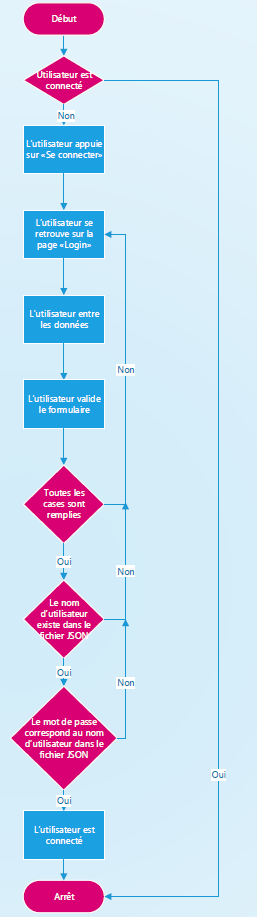 Début
Utilisateur est
connecté
Non
L'utilisateur appuie
sur «Se connecter»
L'utilisateur se
retrouve sur la
page «Login»
L'utilisateur entre
les données
Non
L'utilisateur valide
le formulaire
Toutes les
cases sont
remplies
Oui
Non
Le nom
d'utilisateur
existe dans le
fichier JSON
Oui
Non
Le mot de passe
correspond au nom
d'utilisateur dans le
fichier JSON
Oui
Oui
L'utilisateur est
connecté
Arrêt